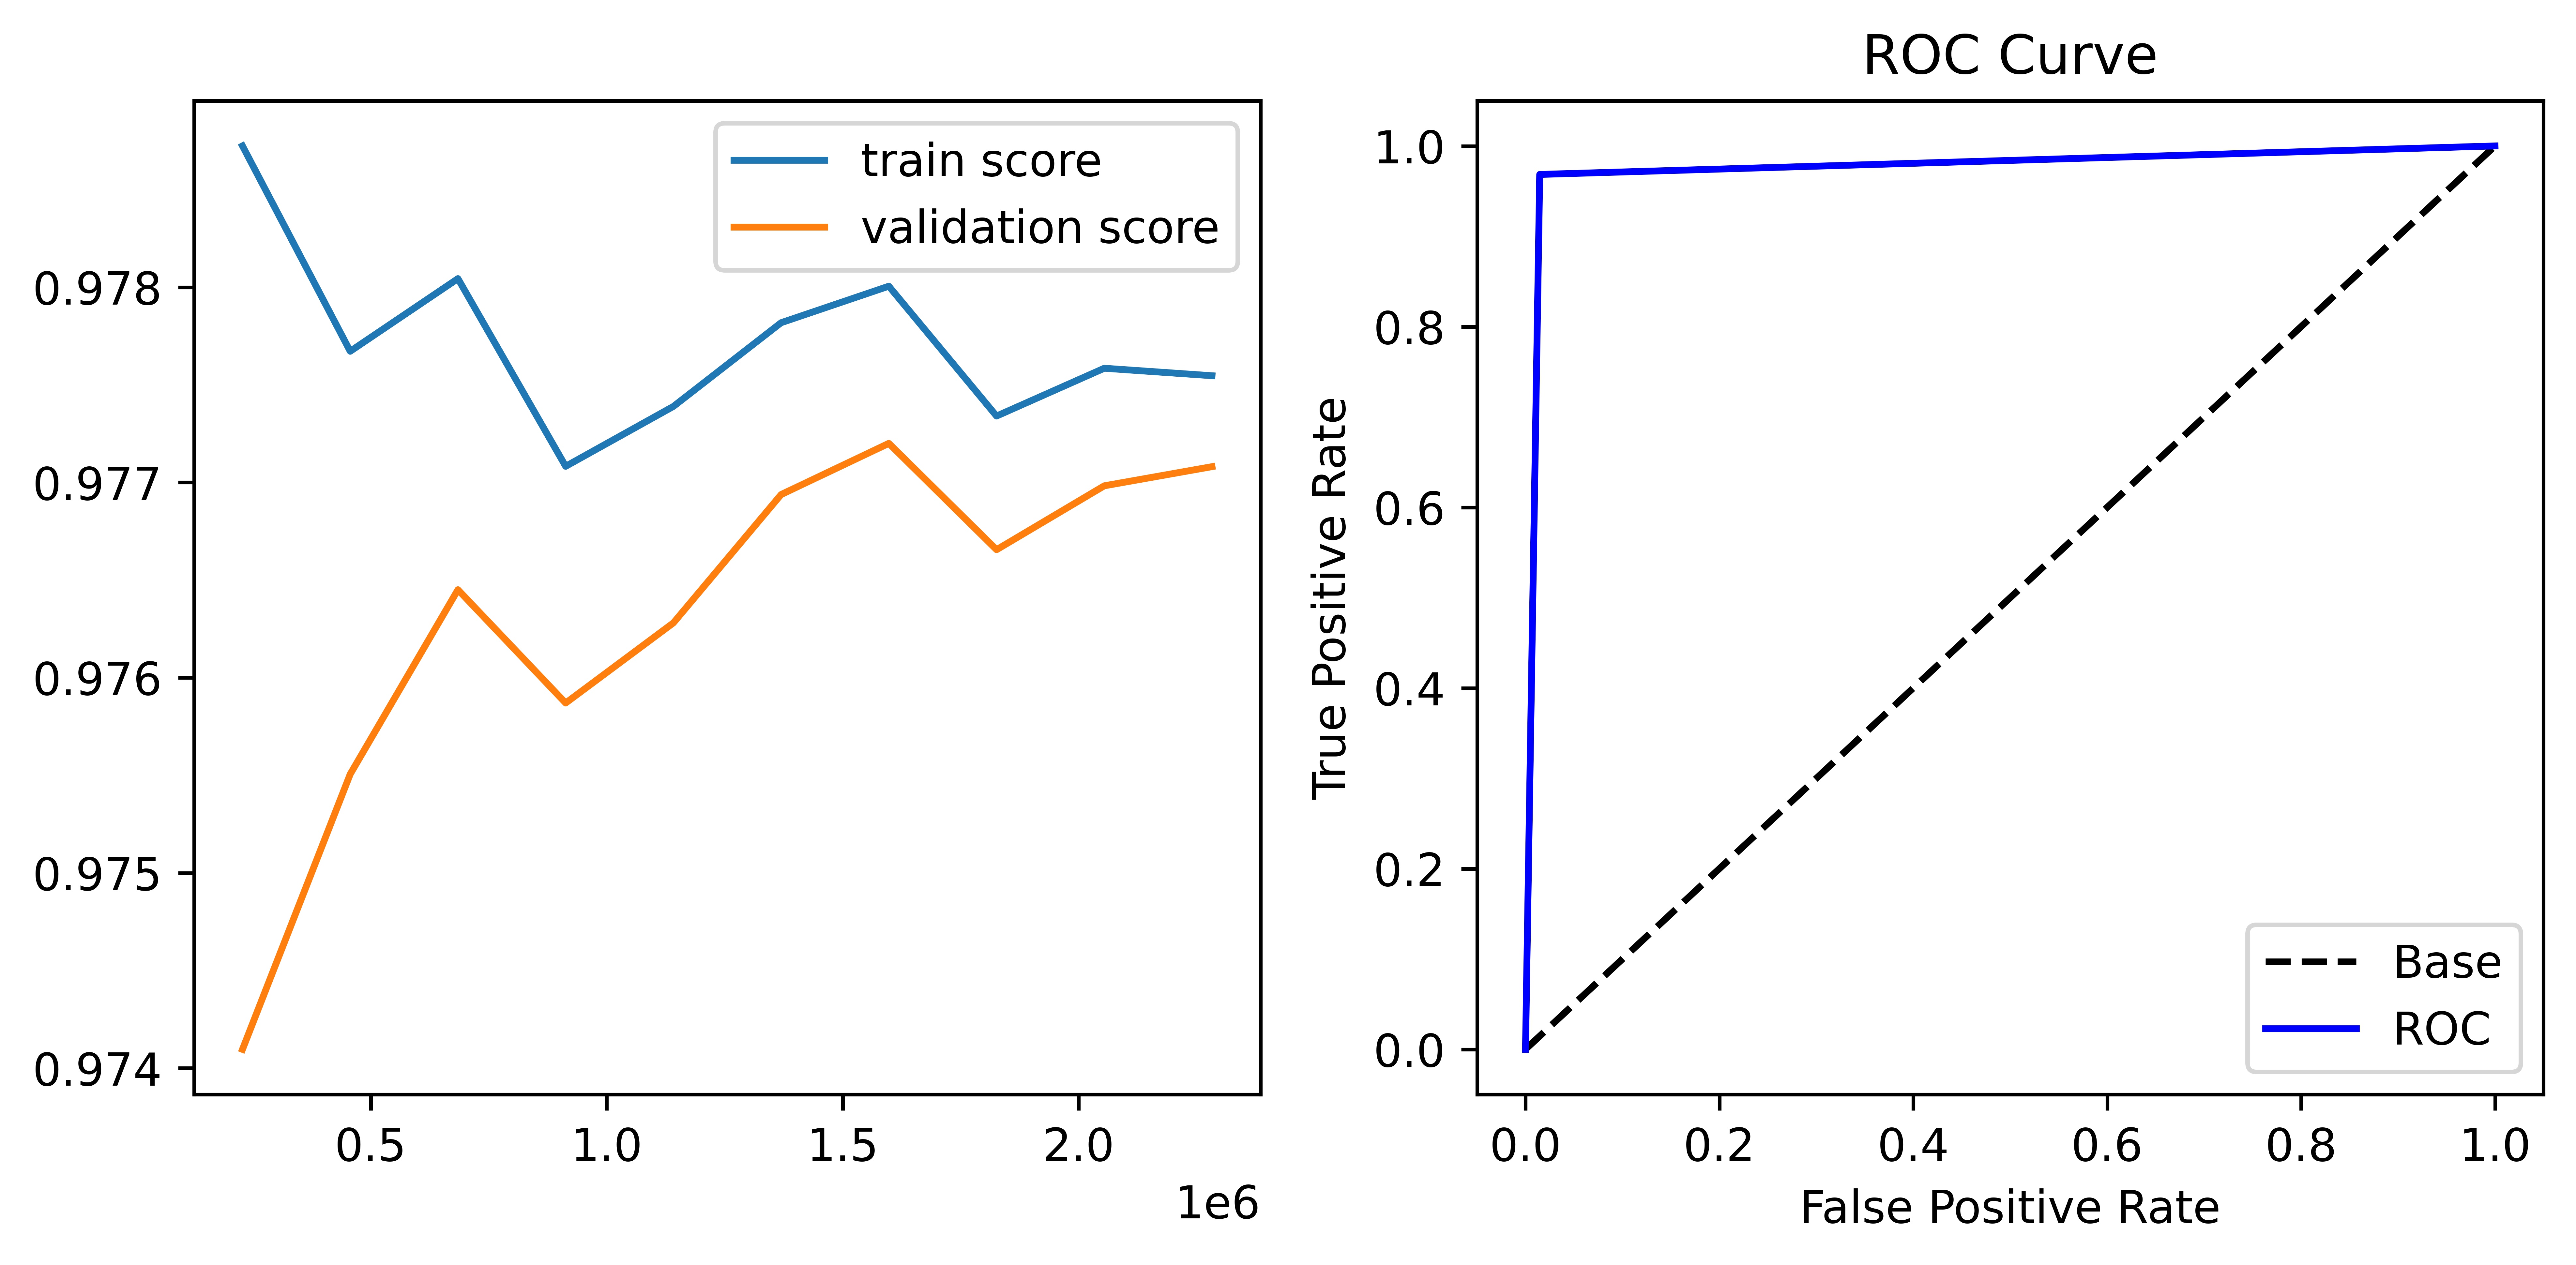 train score
validation score
0.978
0.977
0.976
0.975
0.974
0.5 1.0 1.5 2.0
1e6
ROC Curve
True Positive Rate
1.0
0.8
0.6
0.4
0.2
0.0
Base
ROC
0.0 0.2 0.4 0.6 0.8 1.0
False Positive Rate